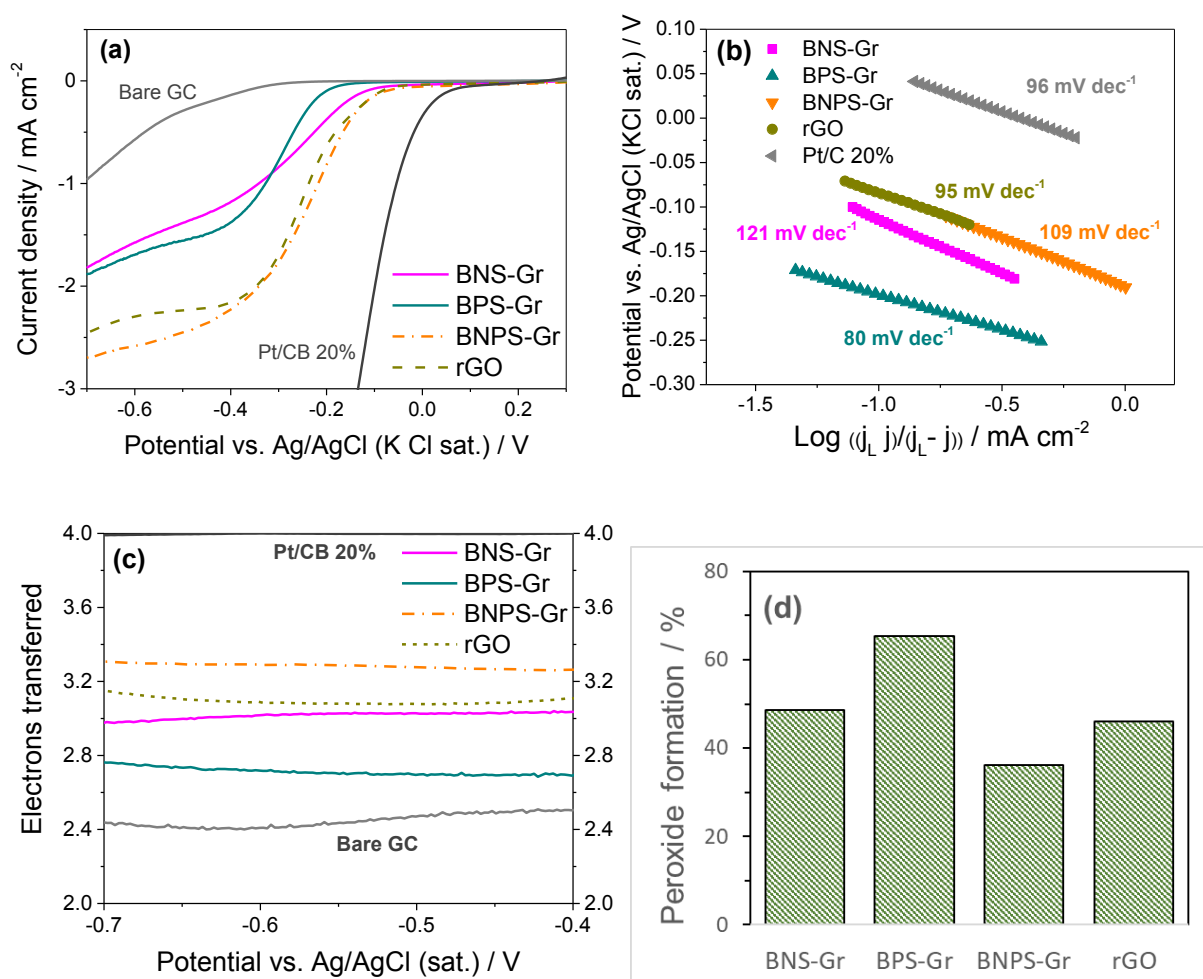 (a)
Bare GC
BNS-Gr
BPS-Gr
BNPS-Gr
rGO
Pt/CB 20%
0
-1
-2
-3
-0.6
-0.4
-0.2
0.0
0.2
Current density / mA cm-2
Potential vs. Ag/AgCl (K Cl sat.) / V
(b)
BNS-Gr
BPS-Gr
BNPS-Gr
rGO
Pt/C 20%
96 mV dec-1
95 mV dec-1
121 mV dec-1
109 mV dec-1
80 mV dec-1
0.10
0.05
0.00
-0.05
-0.10
-0.15
-0.20
-0.25
-0.30
-1.5
-1.0
-0.5
0.0
Potential vs. Ag/AgCl (KCl sat.) / V
Log ((jL j)/(jL- j)) / mA cm-2
(c)
Pt/CB 20%
BNS-Gr
BPS-Gr
BNPS-Gr
rGO
Bare GC
4.0
3.6
3.2
2.8
2.4
2.0
4.0
3.6
3.2
2.8
2.4
2.0
-0.7
-0.6
-0.5
-0.4
Electrons transferred
Potential vs. Ag/AgCl (sat.) / V
(d)
80
60
40
20
0
Peroxide formation / %
BNS-Gr
BPS-Gr
BNPS-Gr
rGO